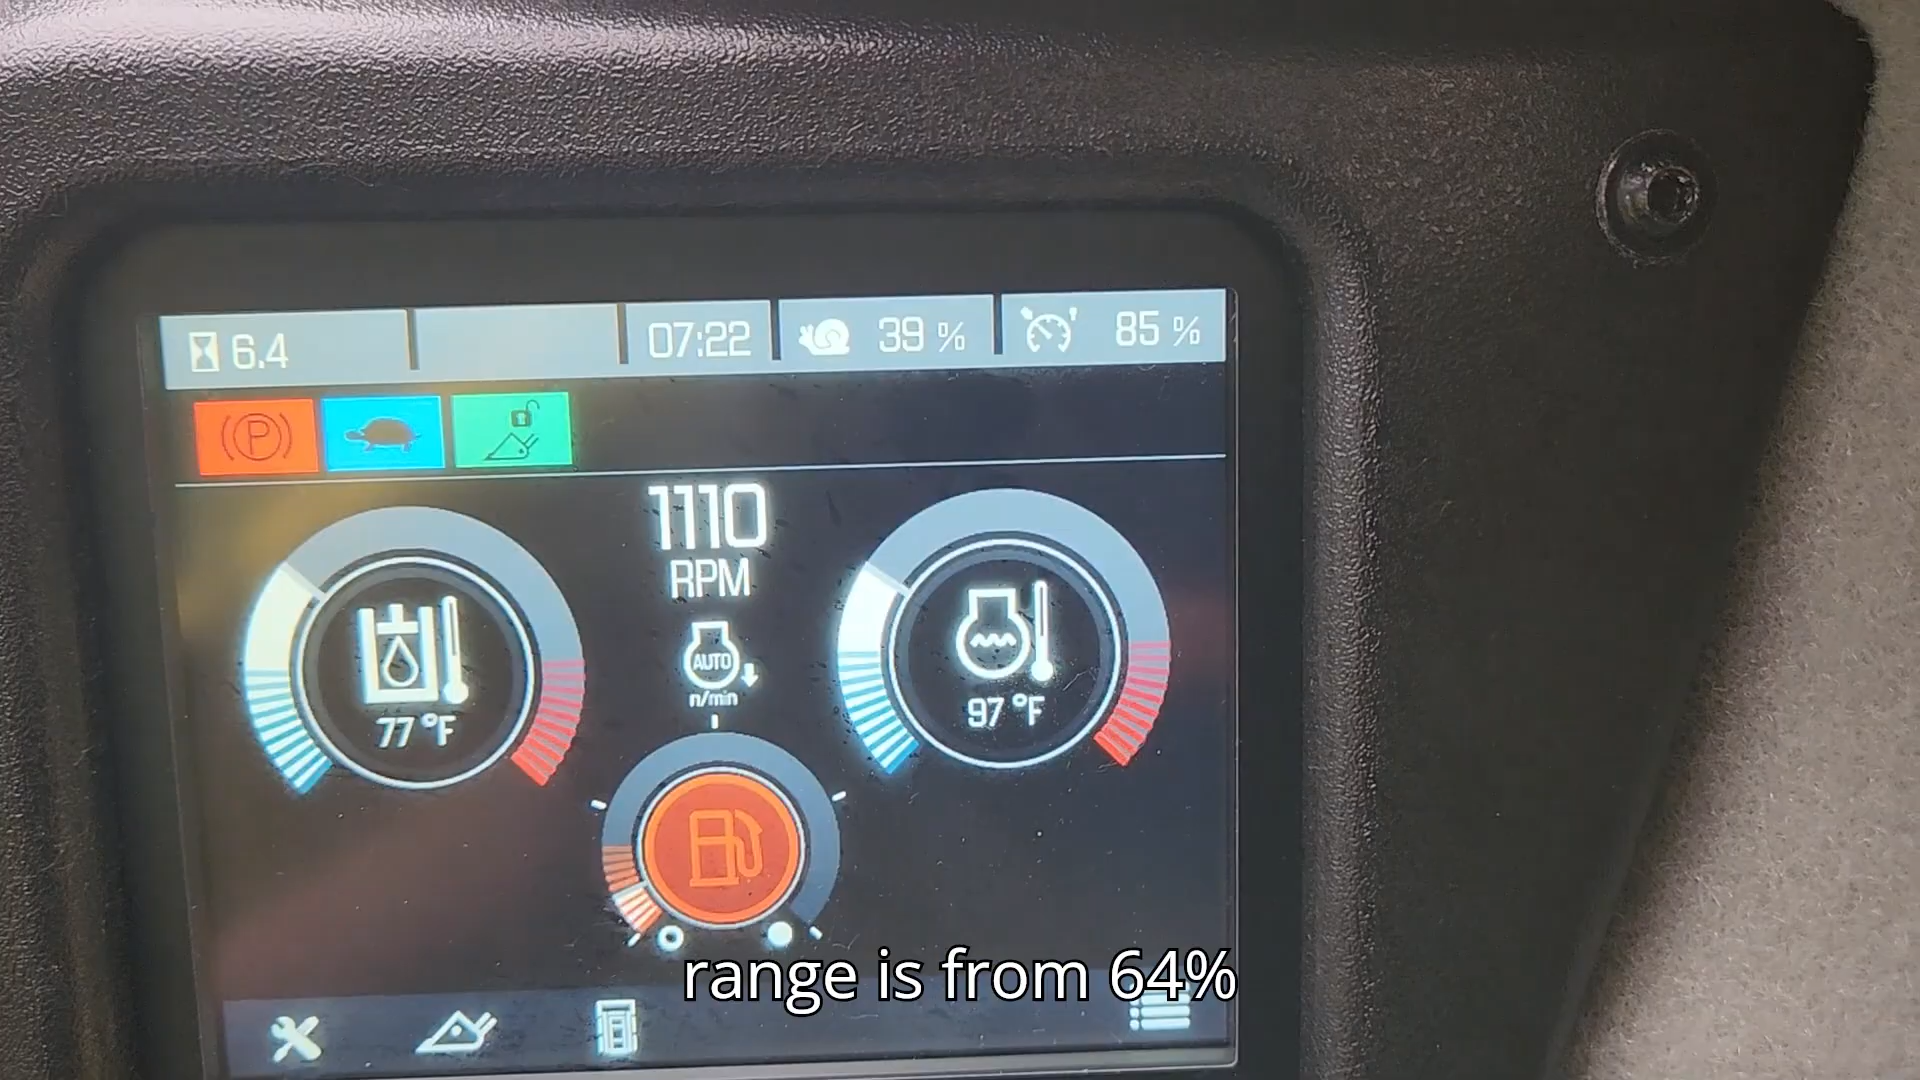 6.4
07:22
39 %
85 %
P
1110
RPM
AUTO
n/min
77 °F
97 °F
range is from 64%